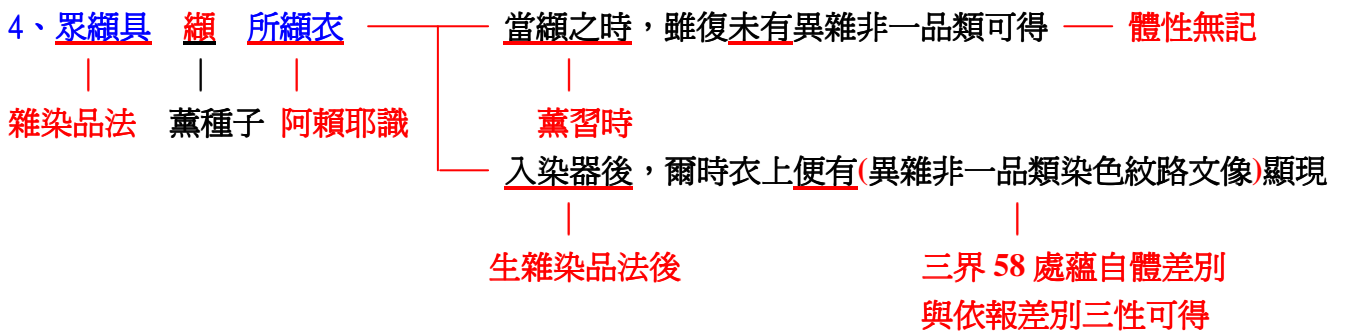 4、眾纈具 纈 所纈衣 當纈之時，雖復未有異雜非一品類可得 體性無記
雜染品法 薰種子 阿賴耶識 薰習時
入染器後，爾時衣上便有(異雜非一品類染色紋路文像)顯現
生雜染品法後 三界 58 處蘊自體差別
與依報差別三性可得